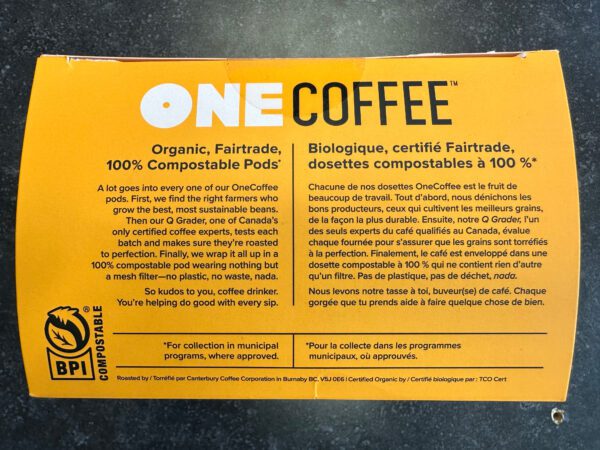 ONE COFFEE™
Organic, Fairtrade,
100% Compostable Pods*
A lot goes into every one of our OneCoffee
pods. First, we find the right farmers who
grow the best, most sustainable beans.
Then our Q Grader, one of Canada's
only certified coffee experts, tests each
batch and makes sure they're roasted
to perfection. Finally, we wrap it all up in a
100% compostable pod wearing nothing but
a mesh filter—no plastic, no waste, nada.
So kudos to you, coffee drinker.
You're helping do good with every sip.
Biologique, certifié Fairtrade,
dosettes compostables à 100 %*
Chacune de nos dosettes OneCoffee est le fruit de
beaucoup de travail. Tout d'abord, nous dénichons les
bons producteurs, ceux qui cultivent les meilleurs grains,
de la façon la plus durable. Ensuite, notre Q Grader, l'un
des seuls experts du café qualifiés au Canada, évalue
chaque fournée pour s'assurer que les grains sont torréfiés
à la perfection. Finalement, le café est enveloppé dans une
dosette compostable à 100 % qui ne contient rien d'autre
qu'un filtre. Pas de plastique, pas de déchet, nada.
Nous levons notre tasse à toi, buveur(se) de café. Chaque
gorgée que tu prends aide à faire quelque chose de bien.
®
BPI
COMPOSTABLE
*For collection in municipal
programs, where approved.
*Pour la collecte dans les programmes
municipaux, où approuvés.
Roasted by / Torréfié par Canterbury Coffee Corporation in Burnaby BC. V5J 0E6 | Certified Organic by / Certifié biologique par : TCO Cert